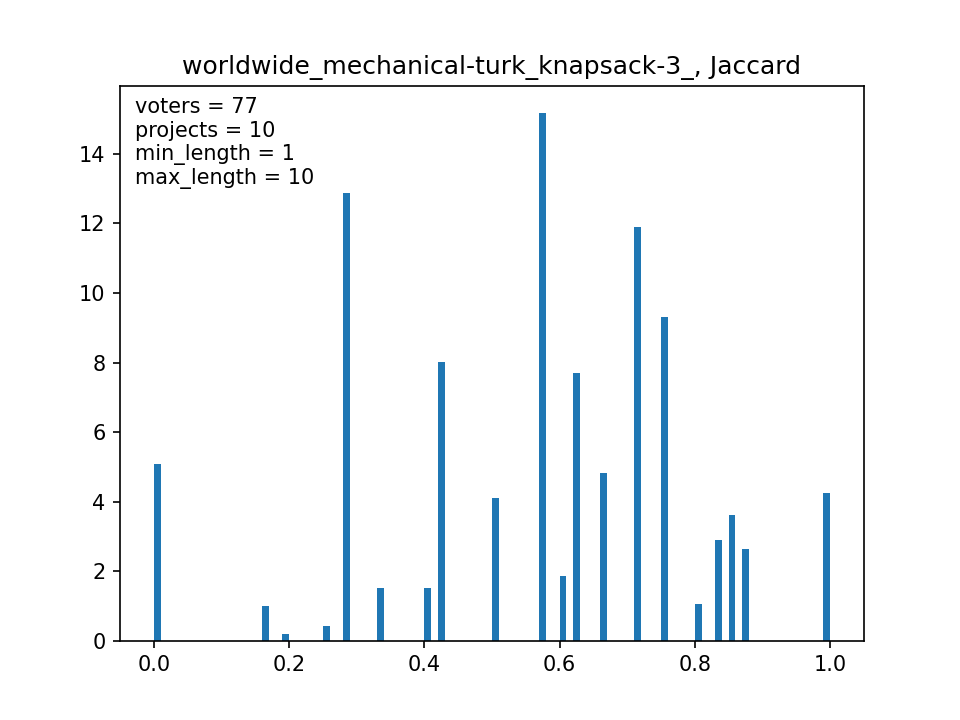 worldwide_mechanical-turk_knapsack-3_, Jaccard
voters = 77
projects = 10
min_length = 1
max_length = 10
14
12
10
8
6
4
2
0
0.0 0.2 0.4 0.6 0.8 1.0